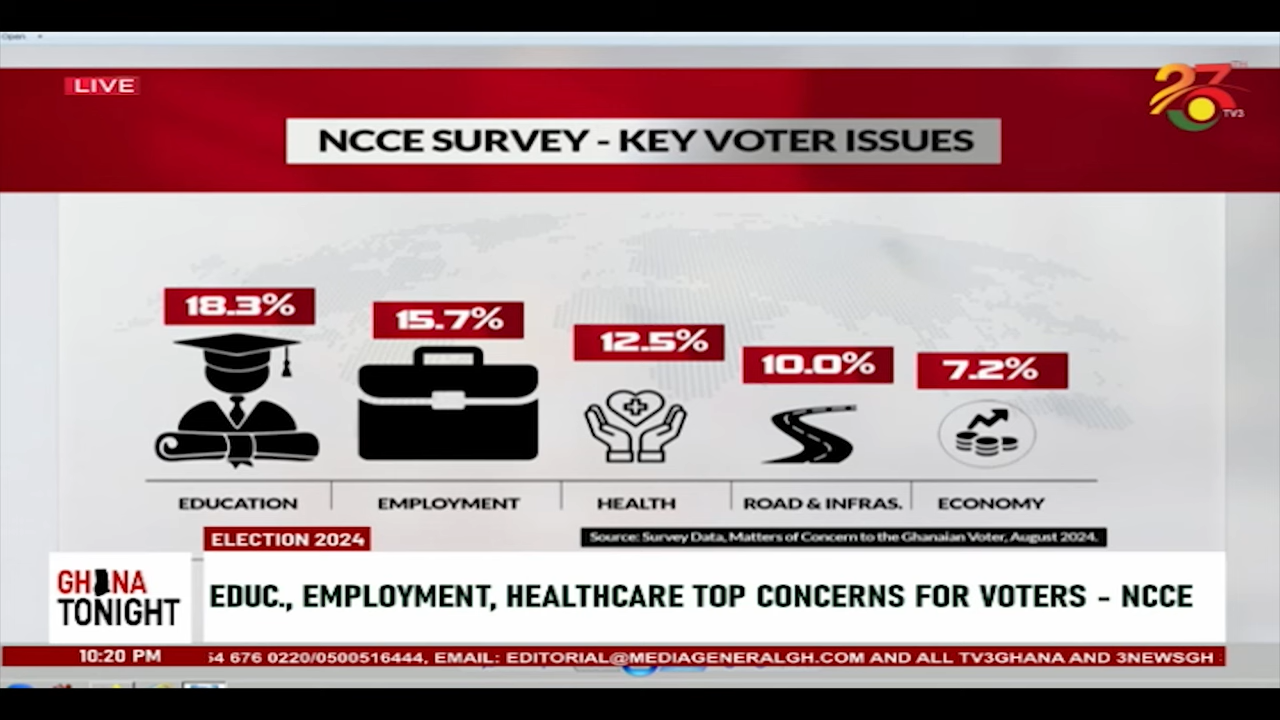 Open
LIVE
23TH
TV3
NCCE SURVEY - KEY VOTER ISSUES
18.3%
15.7%
12.5%
10.0%
7.2%
EDUCATION
EMPLOYMENT
HEALTH
ROAD & INFRAS.
ECONOMY
ELECTION 2024
Source: Survey Data, Matters of Concern to the Ghanaian Voter, August 2024.
GHANA
TONIGHT
EDUC., EMPLOYMENT, HEALTHCARE TOP CONCERNS FOR VOTERS - NCCE
10:20 PM
54 676 0220/0500516444, EMAIL: EDITORIAL@MEDIAGENERALGH.COM AND ALL TV3GHANA AND 3NEWSGH